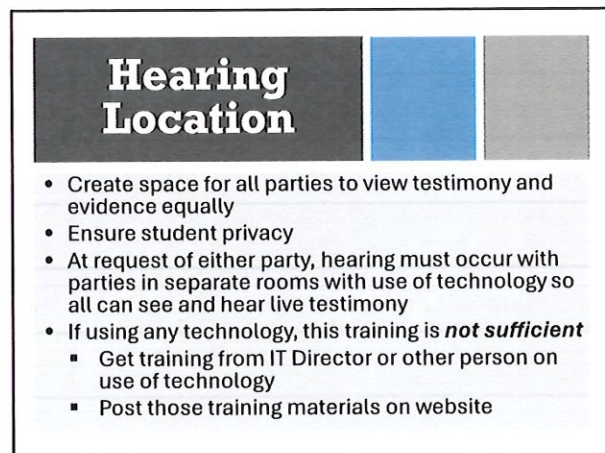 Hearing
Location
• Create space for all parties to view testimony and
evidence equally
• Ensure student privacy
• At request of either party, hearing must occur with
parties in separate rooms with use of technology so
all can see and hear live testimony
• If using any technology, this training is not sufficient
▪ Get training from IT Director or other person on
use of technology
▪ Post those training materials on website